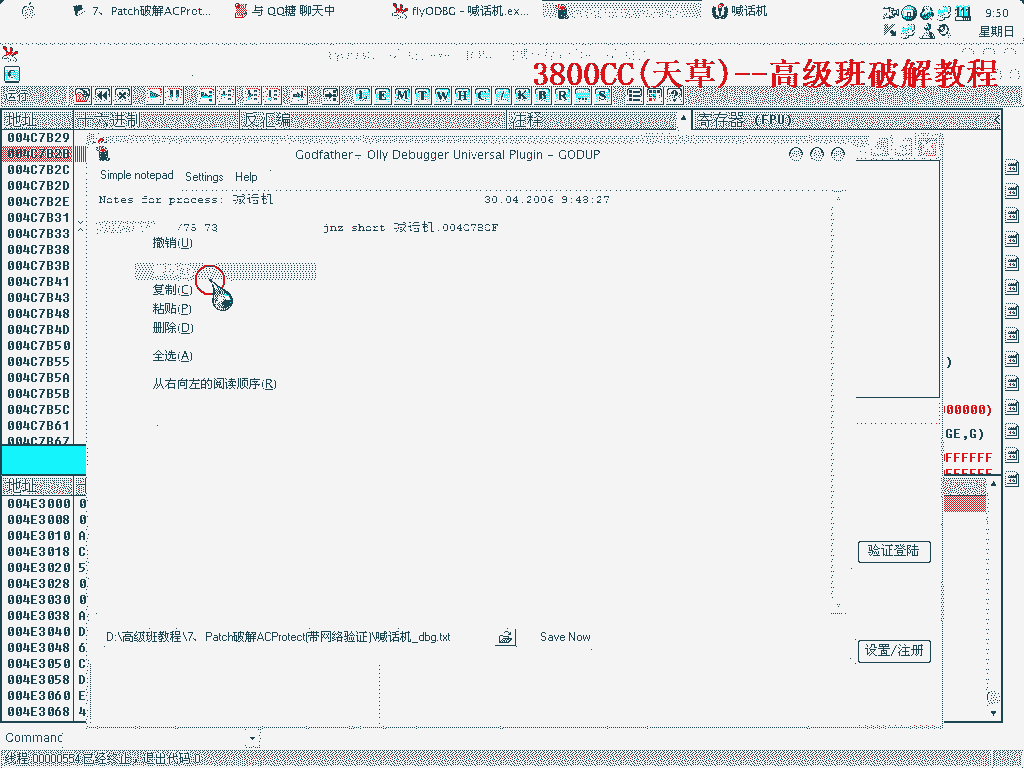 7、Patch破解ACProt...
与 QQ糖 聊天中
flyODBG - 喊话机.ex...
喊话机
9:50
星期日
3800CC(天草)--高级班破解教程
L E M T W H C / K B R ... S
地址 十六进制 反汇编 注释 寄存器 (FPU)
004C7B29
004C7B2B
004C7B2C
004C7B2D
004C7B2E
004C7B31
004C7B33
004C7B38
004C7B3B
004C7B41
004C7B43
004C7B48
004C7B4D
004C7B50
004C7B55
004C7B5A
004C7B5B
004C7B5C
004C7B61
004C7B67
Godfather- Olly Debugger Universal Plugin - GODUP
Simple notepad Settings Help
Notes for process: 喊话机 30.04.2006 9:48:27
/75 73 jnz short 喊话机.004C7BCF
撤销(U)
复制(C)
粘贴(P)
删除(D)
全选(A)
从右向左的阅读顺序(R)
)
00000)
GE,G)
FFFFFF
FFFFFF
验证登陆
设置/注册
D:\高级班教程\7、Patch破解ACProtect(带网络验证)\喊话机_dbg.txt
Save Now
地址
004E3000 0
004E3008 0
004E3010 A
004E3018 C
004E3020 5
004E3028 0
004E3030 0
004E3038 A
004E3040 D
004E3048 6
004E3050 C
004E3058 D
004E3060 E
004E3068 4
Command
线程 00000554 已经终止, 退出代码 0